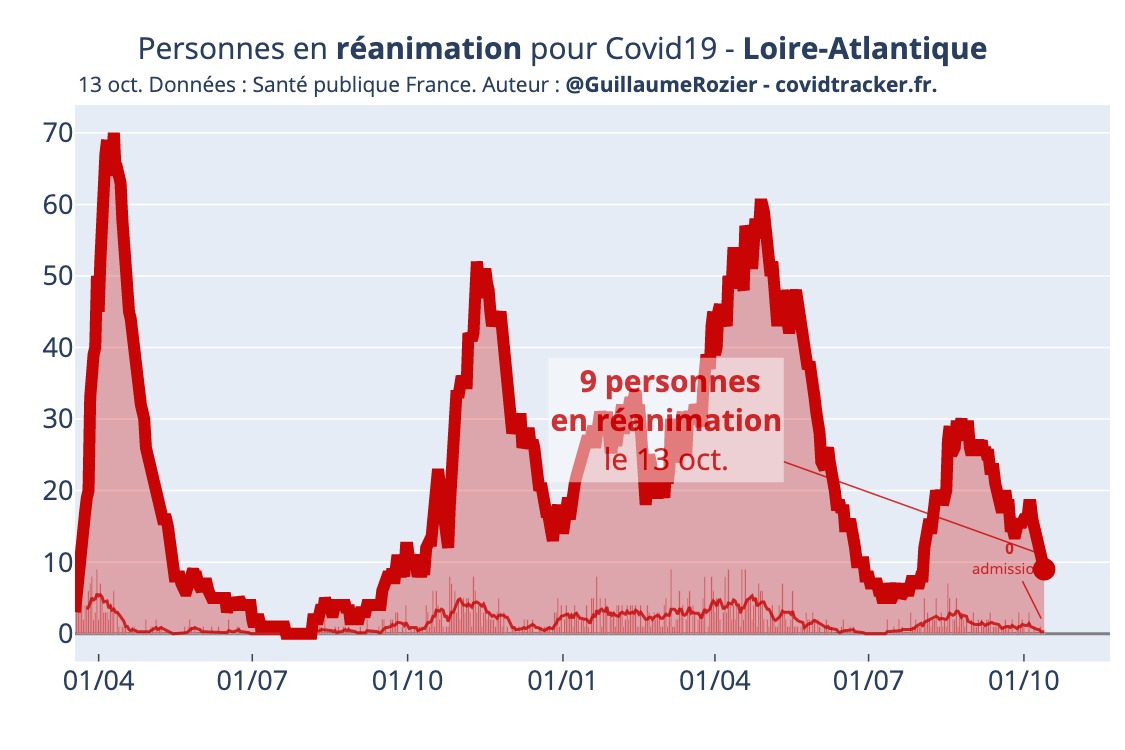 Personnes en réanimation pour Covid19 - Loire-Atlantique
13 oct. Données : Santé publique France. Auteur : @GuillaumeRozier - covidtracker.fr.
70
60
50
40
30
20
10
0
9 personnes
en réanimation
le 13 oct.
0
admissio
01/04
01/07
01/10
01/01
01/04
01/07
01/10